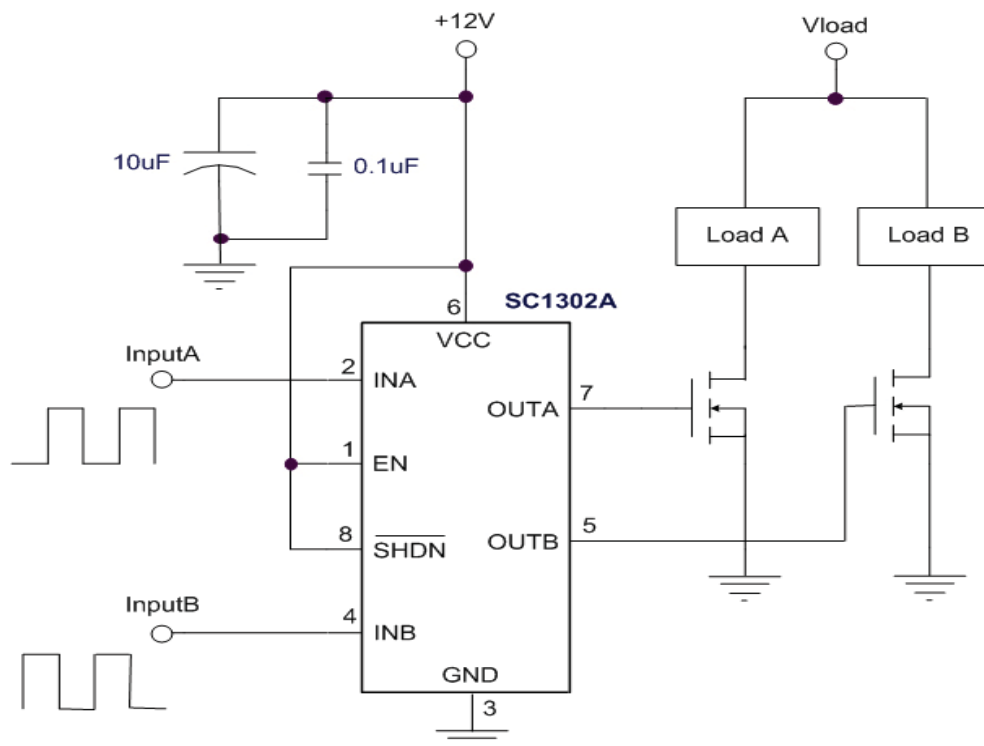 +12V
Vload
10uF
0.1uF
Load A
Load B
6
SC1302A
VCC
InputA
2
INA
7
OUTA
1
EN
5
OUTB
8
SHDN
InputB
4
INB
GND
3